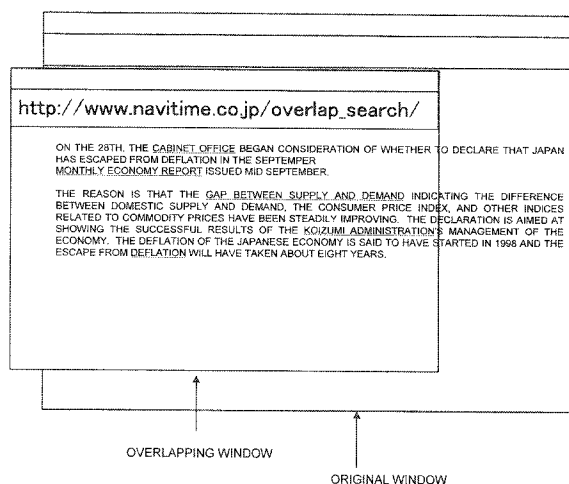 http://www.navitime.co.jp/overlap_search/
ON THE 28TH, THE CABINET OFFICE BEGAN CONSIDERATION OF WHETHER TO DECLARE THAT JAPAN
HAS ESCAPED FROM DEFLATION IN THE SEPTEMPER
MONTHLY ECONOMY REPORT ISSUED MID SEPTEMBER.
THE REASON IS THAT THE GAP BETWEEN SUPPLY AND DEMAND INDICATING THE DIFFERENCE
BETWEEN DOMESTIC SUPPLY AND DEMAND, THE CONSUMER PRICE INDEX, AND OTHER INDICES
RELATED TO COMMODITY PRICES HAVE BEEN STEADILY IMPROVING. THE DECLARATION IS AIMED AT
SHOWING THE SUCCESSFUL RESULTS OF THE KOIZUMI ADMINISTRATION'S MANAGEMENT OF THE
ECONOMY. THE DEFLATION OF THE JAPANESE ECONOMY IS SAID TO HAVE STARTED IN 1998 AND THE
ESCAPE FROM DEFLATION WILL HAVE TAKEN ABOUT EIGHT YEARS.
OVERLAPPING WINDOW
ORIGINAL WINDOW